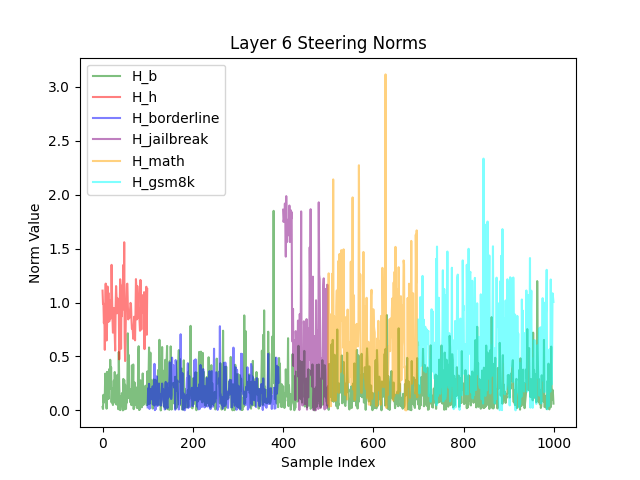 Layer 6 Steering Norms
H_b
H_h
H_borderline
H_jailbreak
H_math
H_gsm8k
Norm Value
3.0
2.5
2.0
1.5
1.0
0.5
0.0
0
200
400
600
800
1000
Sample Index